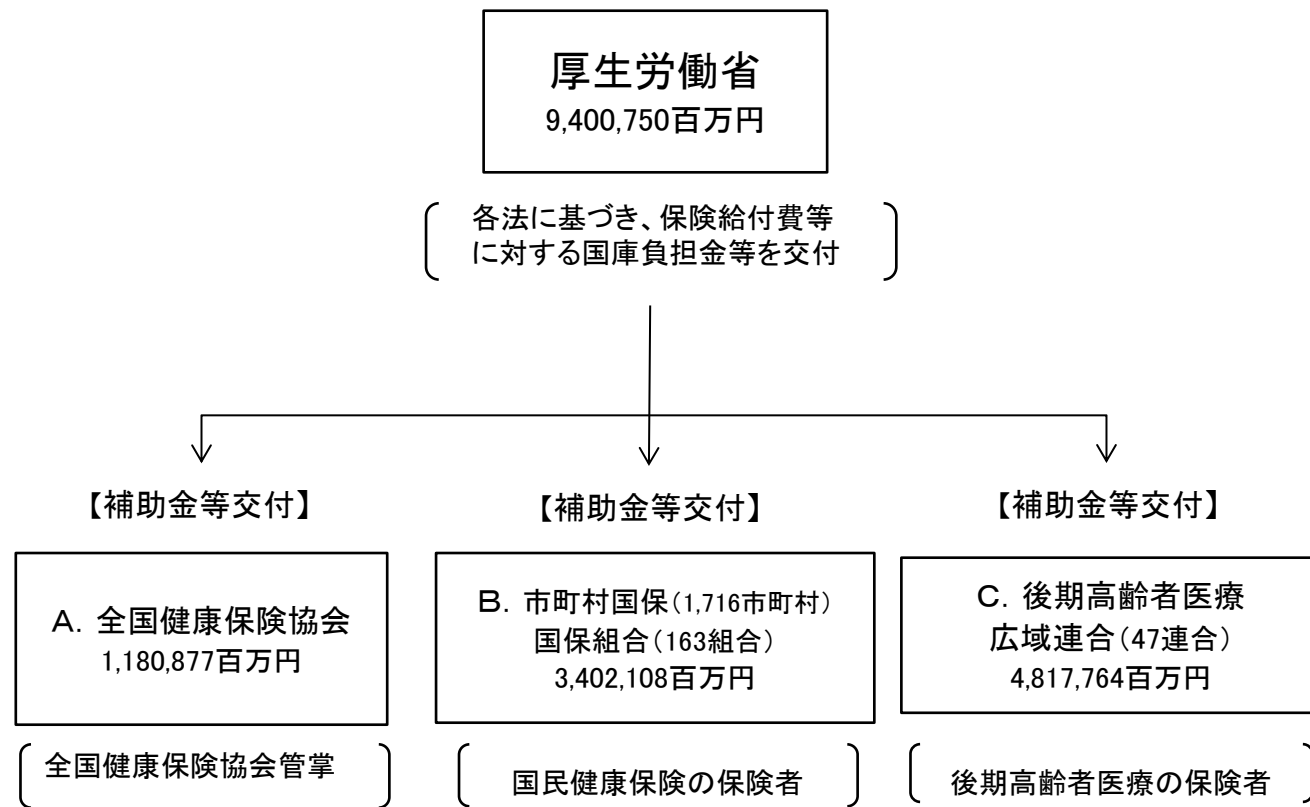 厚生労働省
9,400,750百万円
各法に基づき、保険給付費等
に対する国庫負担金等を交付
【補助金等交付】
【補助金等交付】
【補助金等交付】
A．全国健康保険協会
1,180,877百万円
B．市町村国保（1,716市町村）
国保組合（163組合）
3,402,108百万円
C．後期高齢者医療
広域連合（47連合）
4,817,764百万円
全国健康保険協会管掌
国民健康保険の保険者
後期高齢者医療の保険者